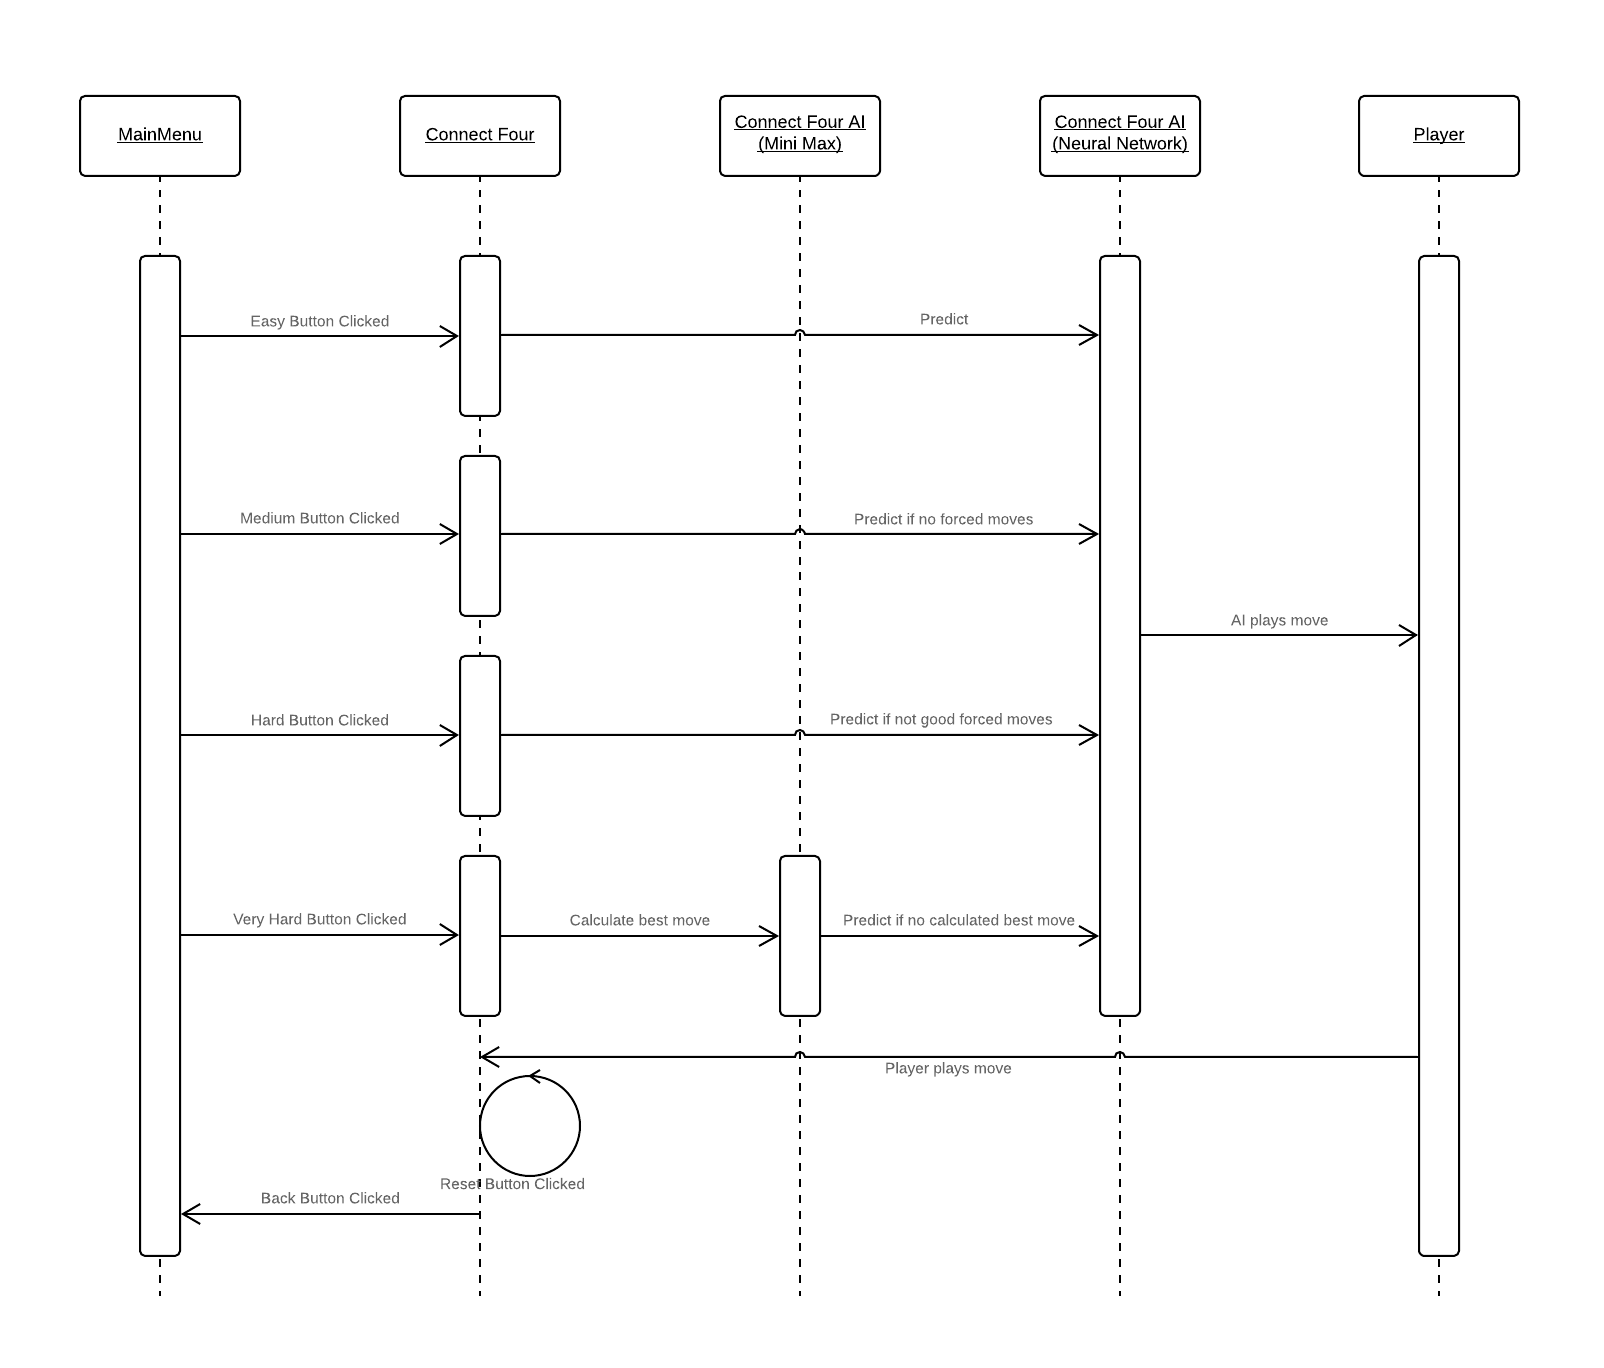 MainMenu
Connect Four
Connect Four AI
(Mini Max)
Connect Four AI
(Neural Network)
Player
Easy Button Clicked
Predict
Medium Button Clicked
Predict if no forced moves
AI plays move
Hard Button Clicked
Predict if not good forced moves
Very Hard Button Clicked
Calculate best move
Predict if no calculated best move
Player plays move
Reset Button Clicked
Back Button Clicked